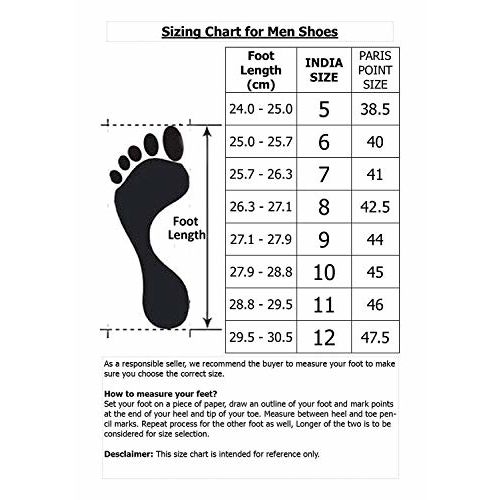 Sizing Chart for Men Shoes
Foot Length (cm) INDIA SIZE PARIS POINT SIZE
24.0 - 25.0 5 38.5
25.0 - 25.7 6 40
25.7 - 26.3 7 41
26.3 - 27.1 8 42.5
27.1 - 27.9 9 44
27.9 - 28.8 10 45
28.8 - 29.5 11 46
29.5 - 30.5 12 47.5
Foot
Length
As a responsible seller, we recommend the buyer to measure your foot to make
sure you choose the correct size.
How to measure your feet?
Set your foot on a piece of paper, draw an outline of your foot and mark points
at the end of your heel and tip of your toe. Measure between heel and toe pen-
cil marks. Repeat process for the other foot as well, Longer of the two is to be
considered for size selection.
Desclaimer: This size chart is intended for reference only.